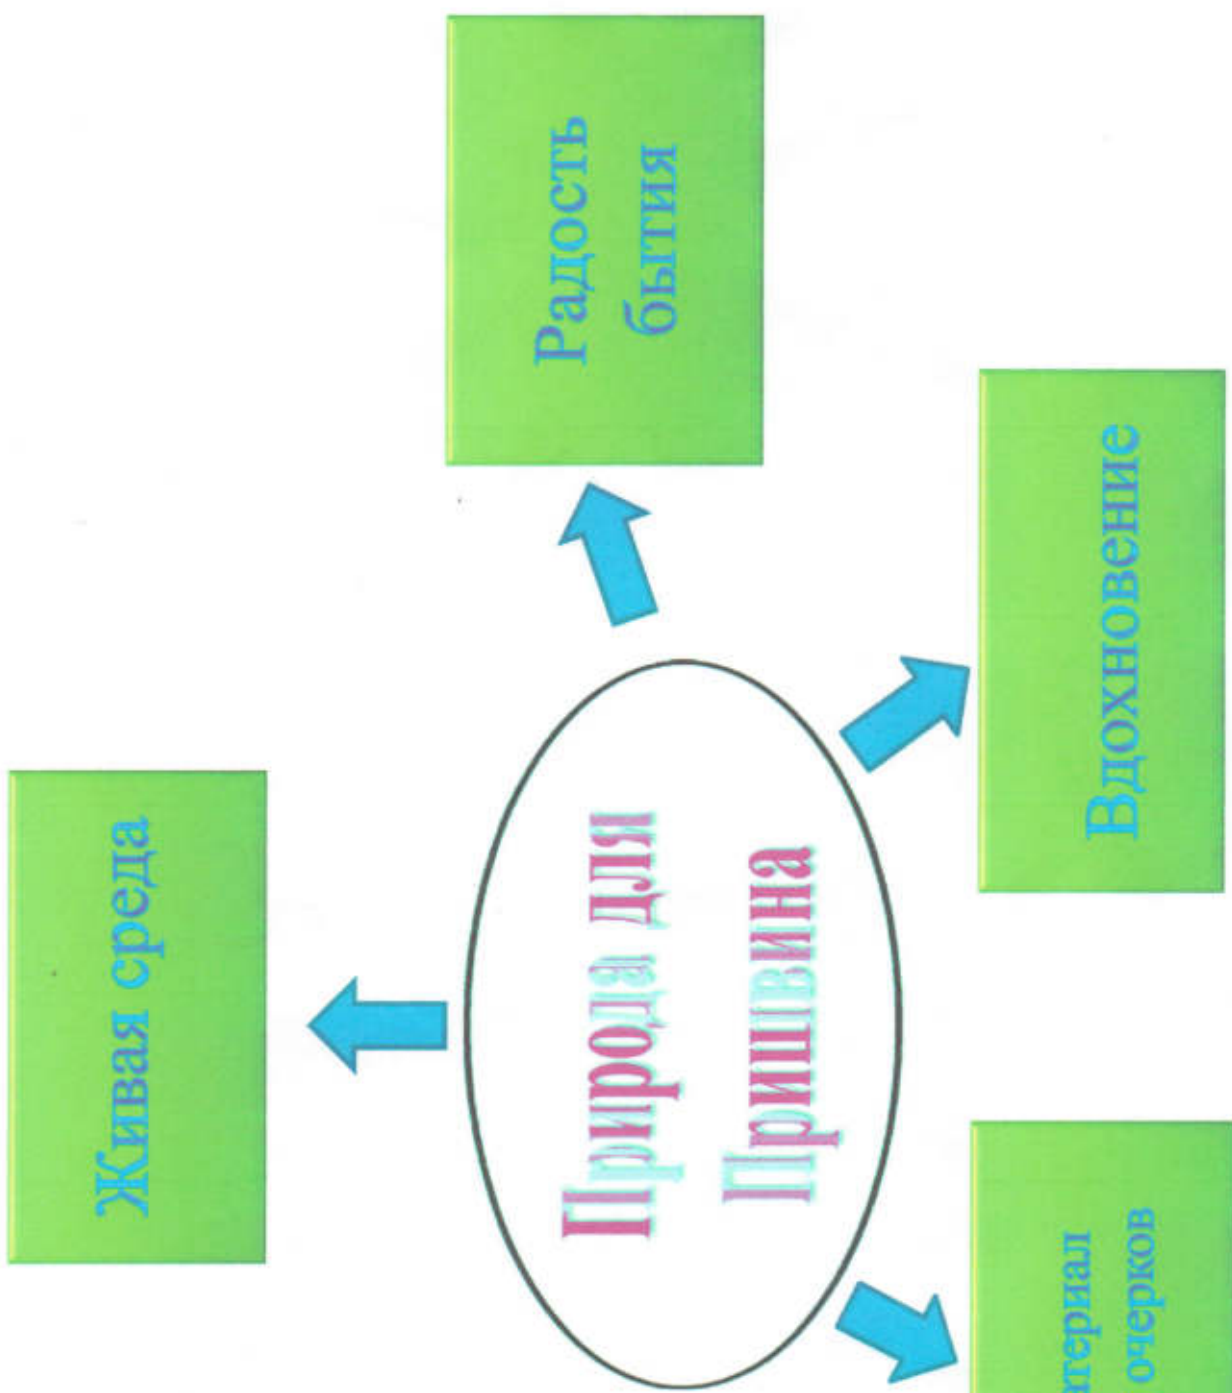 Живая среда
Радость
бытия
Природа для
Пришвина
Вдохновение
очерков